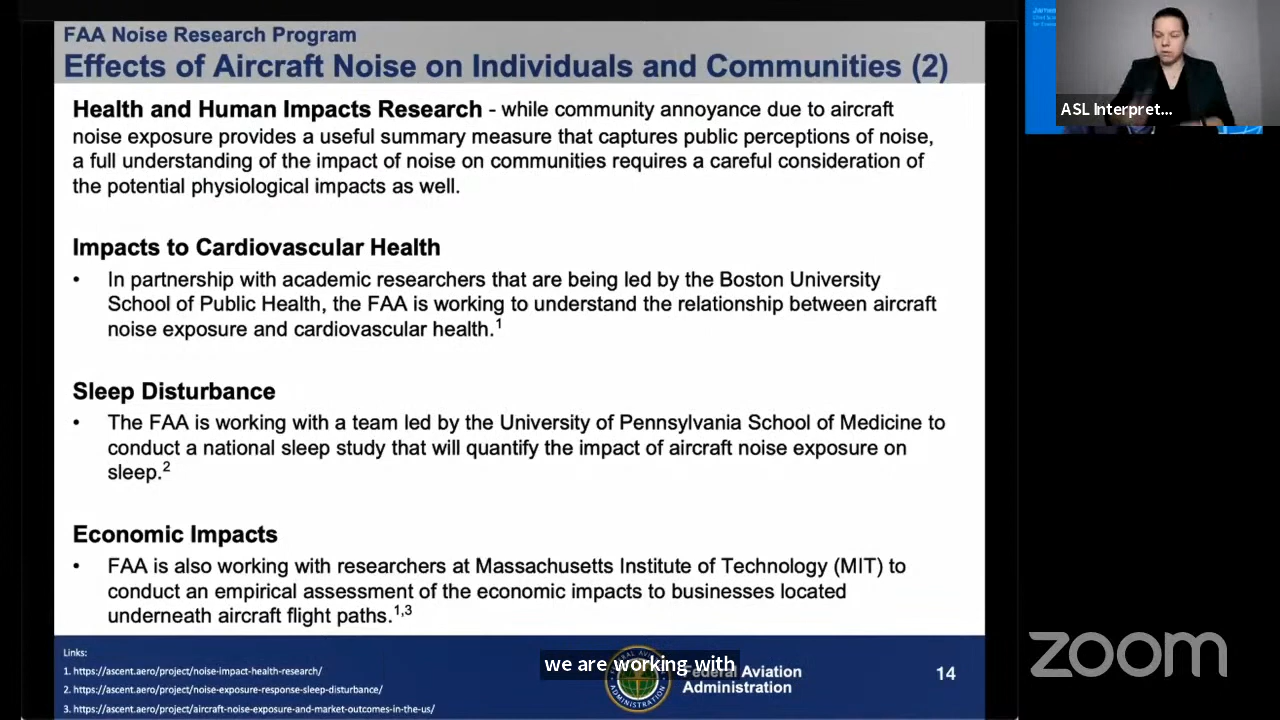 FAA Noise Research Program
Effects of Aircraft Noise on Individuals and Communities (2)
Health and Human Impacts Research - while community annoyance due to aircraft
noise exposure provides a useful summary measure that captures public perceptions of noise,
a full understanding of the impact of noise on communities requires a careful consideration of
the potential physiological impacts as well.
Impacts to Cardiovascular Health
• In partnership with academic researchers that are being led by the Boston University
School of Public Health, the FAA is working to understand the relationship between aircraft
noise exposure and cardiovascular health.1
Sleep Disturbance
• The FAA is working with a team led by the University of Pennsylvania School of Medicine to
conduct a national sleep study that will quantify the impact of aircraft noise exposure on
sleep.2
Economic Impacts
• FAA is also working with researchers at Massachusetts Institute of Technology (MIT) to
conduct an empirical assessment of the economic impacts to businesses located
underneath aircraft flight paths.1,3
Links:
1. https://ascent.aero/project/noise-impact-health-research/
2. https://ascent.aero/project/noise-exposure-response-sleep-disturbance/
3. https://ascent.aero/project/aircraft-noise-exposure-and-market-outcomes-in-the-us/
we are working with
Federal Aviation
Administration
14
ASL Interpret...
zoom